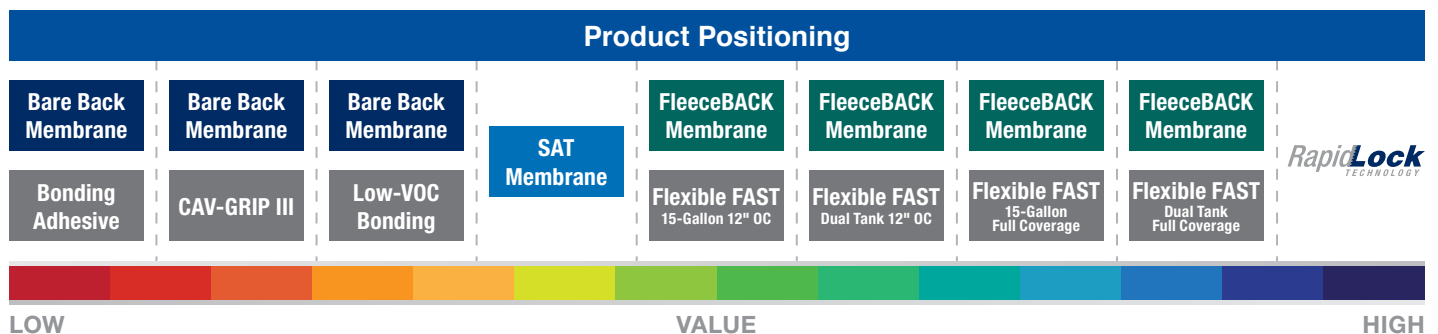 Product Positioning
Bare Back
Membrane
Bonding
Adhesive
Bare Back
Membrane
CAV-GRIP III
Bare Back
Membrane
Low-VOC
Bonding
SAT
Membrane
FleeceBACK
Membrane
Flexible FAST
15-Gallon 12" OC
FleeceBACK
Membrane
Flexible FAST
Dual Tank 12" OC
FleeceBACK
Membrane
Flexible FAST
15-Gallon
Full Coverage
FleeceBACK
Membrane
Flexible FAST
Dual Tank
Full Coverage
RapidLock
TECHNOLOGY
LOW VALUE HIGH